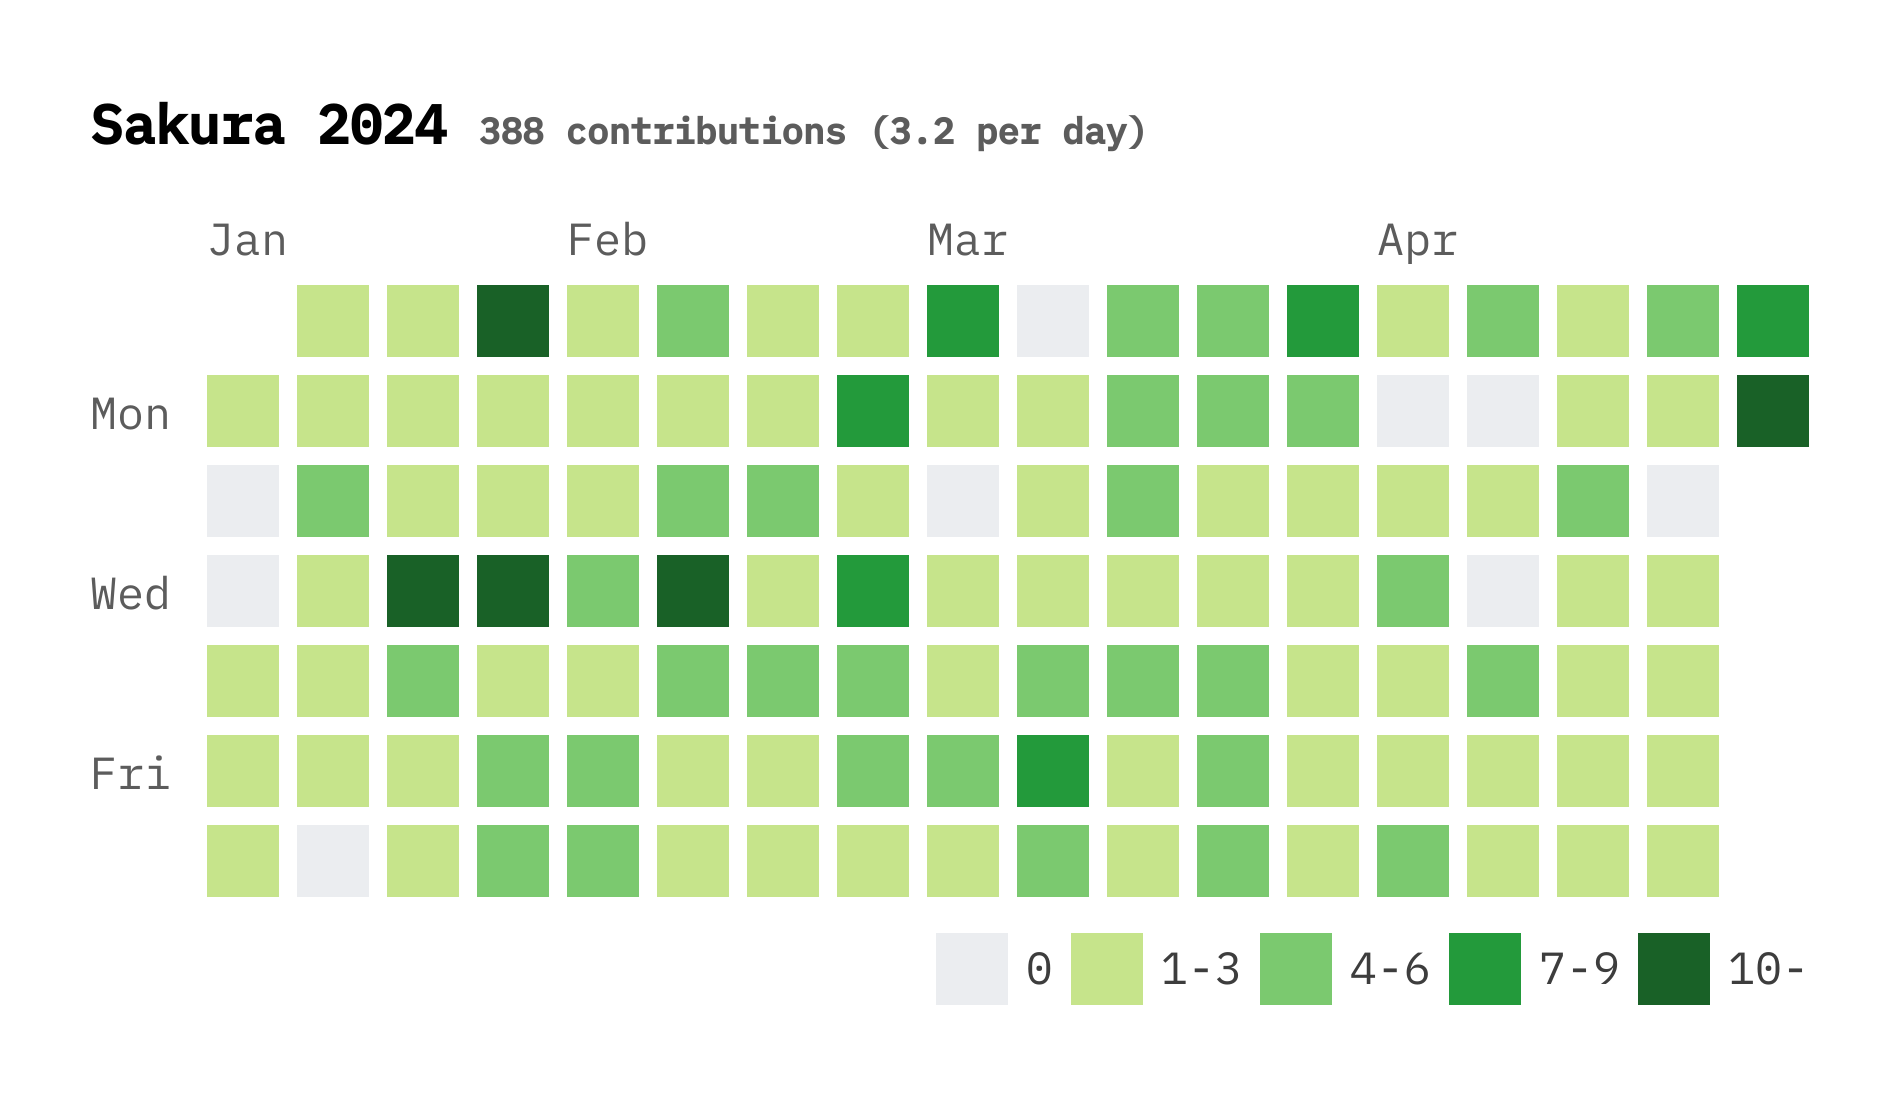 Sakura 2024 388 contributions (3.2 per day)
Jan Feb Mar Apr
Mon
Wed
Fri
0 1-3 4-6 7-9 10-